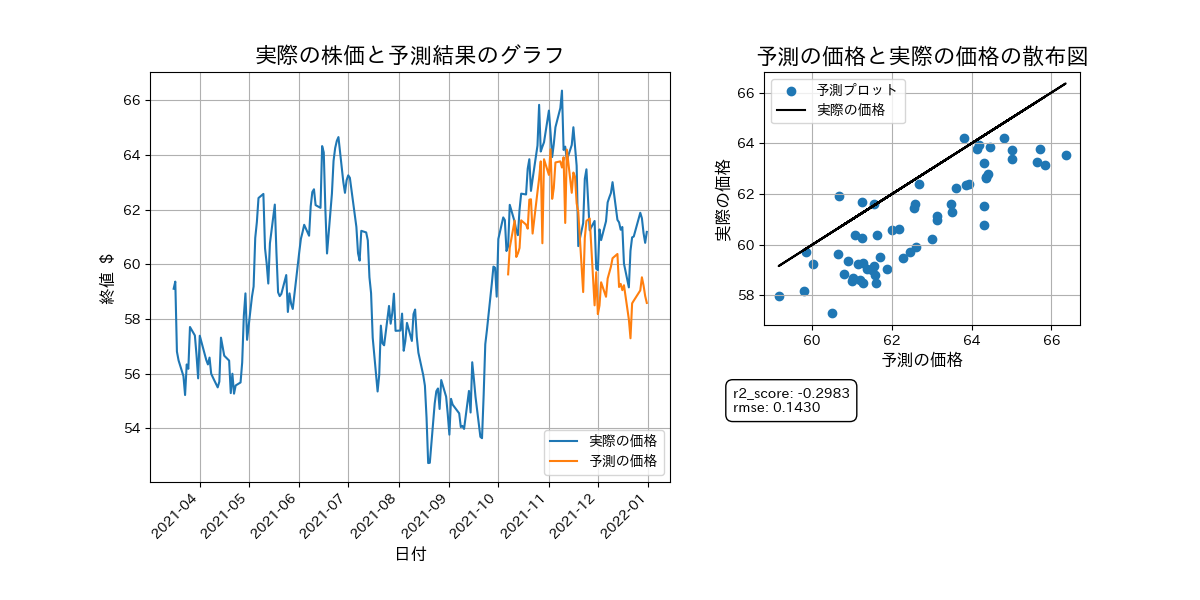 実際の株価と予測結果のグラフ
終値 $
66
64
62
60
58
56
54
2021-04
2021-05
2021-06
2021-07
2021-08
2021-09
2021-10
2021-11
2021-12
2022-01
日付
実際の価格
予測の価格
予測の価格と実際の価格の散布図
実際の価格
66
64
62
60
58
60
62
64
66
予測の価格
予測プロット
実際の価格
r2_score: -0.2983
rmse: 0.1430